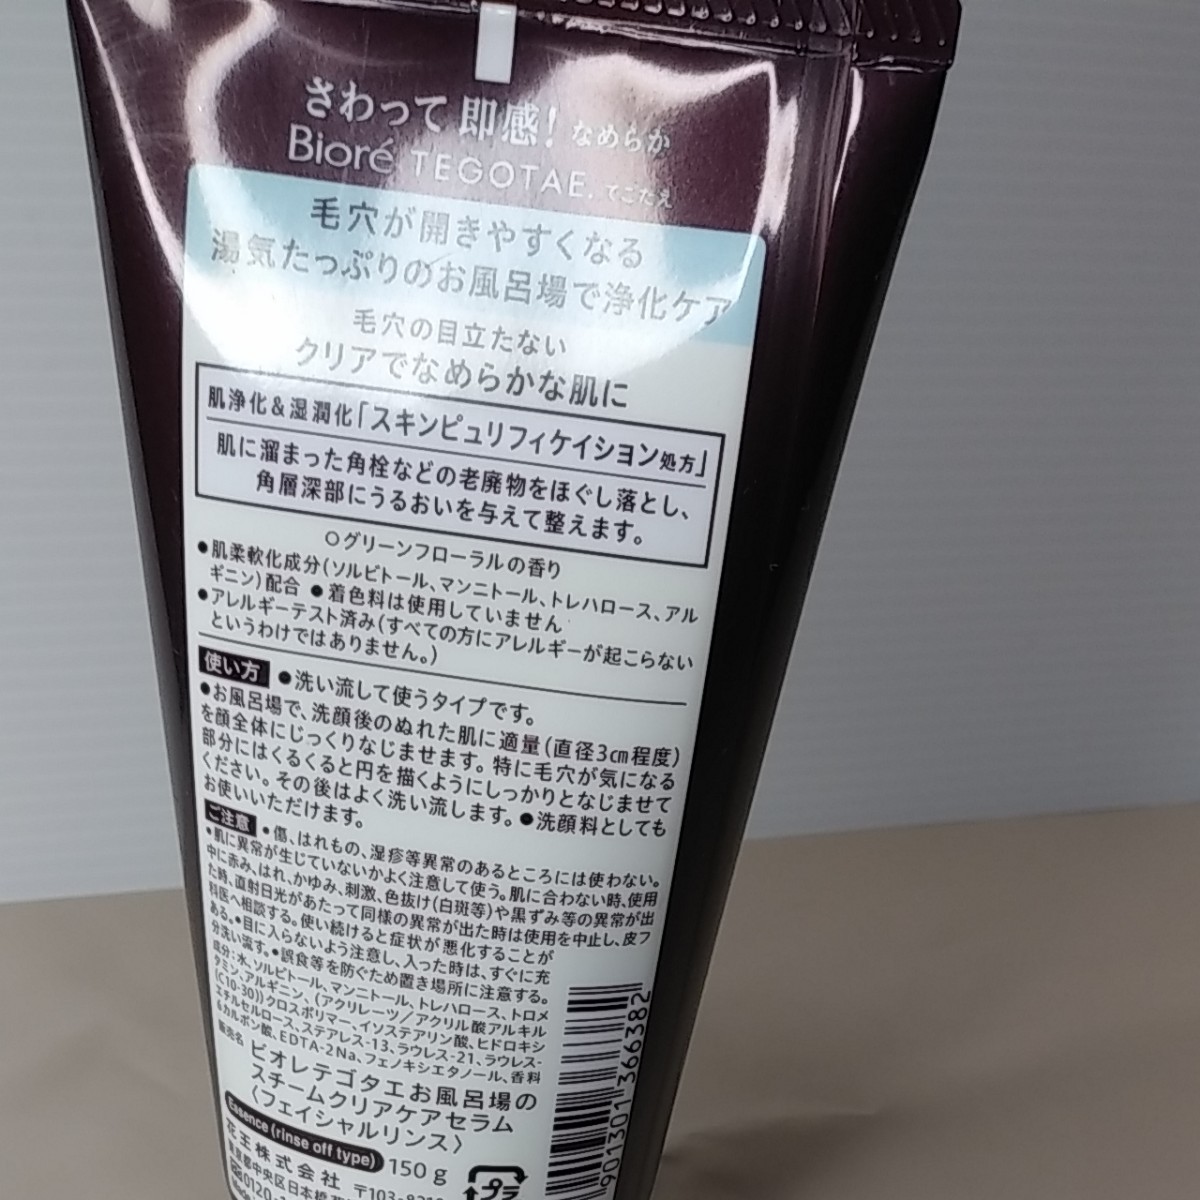 さわって即感!なめらか
Bioré TEGOTAE. てごたえ
毛穴が開きやすくなる
湯気たっぷりのお風呂場で浄化ケア
毛穴の目立たない
クリアでなめらかな肌に
肌浄化&湿潤化「スキンピュリフィケイション処方」
肌に溜まった角栓などの老廃物をほぐし落とし、
角層深部にうるおいを与えて整えます。
○グリーンフローラルの香り
●肌柔軟化成分(ソルビトール、マンニトール、トレハロース、アル
ギニン)配合 ●着色料は使用していません
●アレルギーテスト済み(すべての方にアレルギーが起こらない
というわけではありません。)
使い方 ●洗い流して使うタイプです。
●お風呂場で、洗顔後のぬれた肌に適量(直径3cm程度)
を顔全体にじっくりなじませます。特に毛穴が気になる
部分にはくるくると円を描くようにしっかりとなじませて
ください。その後はよく洗い流します。●洗顔料としても
お使いいただけます。
ご注意 ●傷、はれもの、湿疹等異常のあるところには使わない。
●肌に異常が生じていないかよく注意して使う。肌に合わない時、使用
中に赤み、はれ、かゆみ、刺激、色抜け(白斑等)や黒ずみ等の異常が出
た時、直射日光があたって同様の異常が出た時は使用を中止し、皮フ
科医へ相談する。使い続けると症状が悪化することが
ある。●目に入らないよう注意し、入った時は、すぐに充
分洗い流す。●誤食等を防ぐため置き場所に注意する。
成分:水、ソルビトール、マンニトール、トレハロース、トロメ
タミン、アルギニン、(アクリレーツ/アクリル酸アルキル
(C10-30))クロスポリマー、イソステアリン酸、ヒドロキシ
エチルセルロース、ステアレス-13、ラウレス-21、ラウレス-
6カルボン酸、EDTA-2Na、フェノキシエタノール、香料
販売名 ビオレテゴタエお風呂場の
スチームクリアケアセラム
〈フェイシャルリンス〉
Essence (rinse off type) 150g
プラ
花王株式会社 〒103-8210
東京都中央区日本橋
0120-1
901301 366382